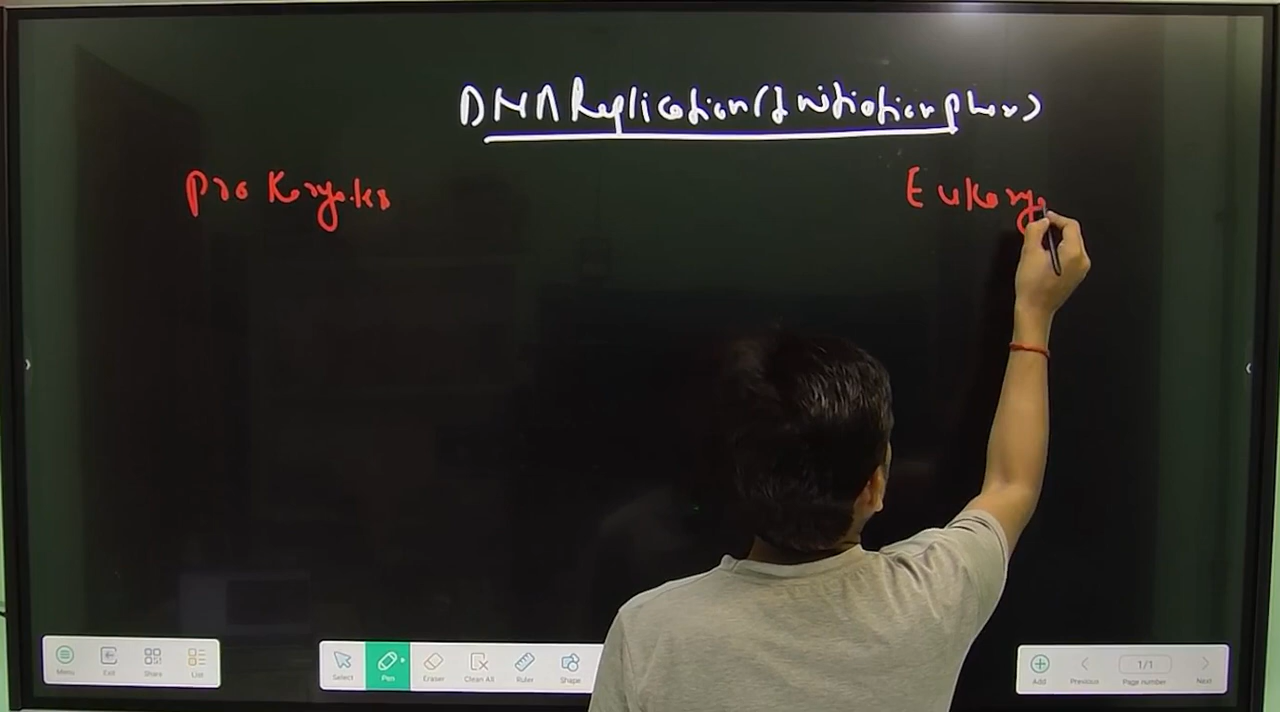 DNA Replication (Initiation phase)
Prokaryotes
Eukaryo
Menu Exit Share List
Select Pen Eraser Clean All Ruler Shape
Add Previous 1/1 Page number Next